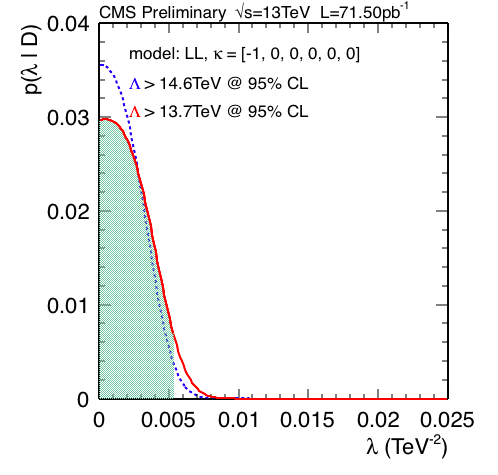 CMS Preliminary √s=13TeV L=71.50pb⁻¹
p(λ | D)
model: LL, κ = [-1, 0, 0, 0, 0, 0]
Λ > 14.6TeV @ 95% CL
Λ > 13.7TeV @ 95% CL
0.04
0.03
0.02
0.01
0
0 0.005 0.01 0.015 0.02 0.025
λ (TeV⁻²)